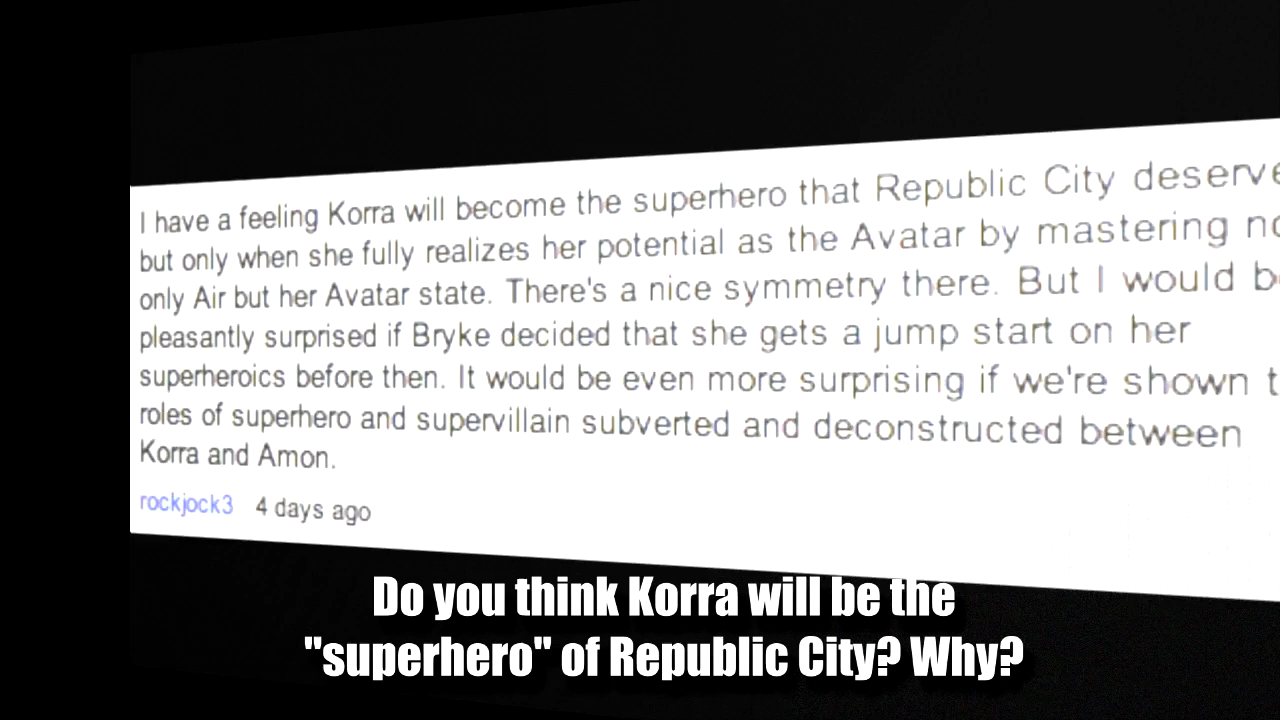 I have a feeling Korra will become the superhero that Republic City deserve
but only when she fully realizes her potential as the Avatar by mastering
only Air but her Avatar state. There's a nice symmetry there. But I would
pleasantly surprised if Bryke decided that she gets a jump start on her
superheroics before then. It would be even more surprising if we're shown
roles of superhero and supervillain subverted and deconstructed between
Korra and Amon.
rockjock3 4 days ago
Do you think Korra will be the
"superhero" of Republic City? Why?